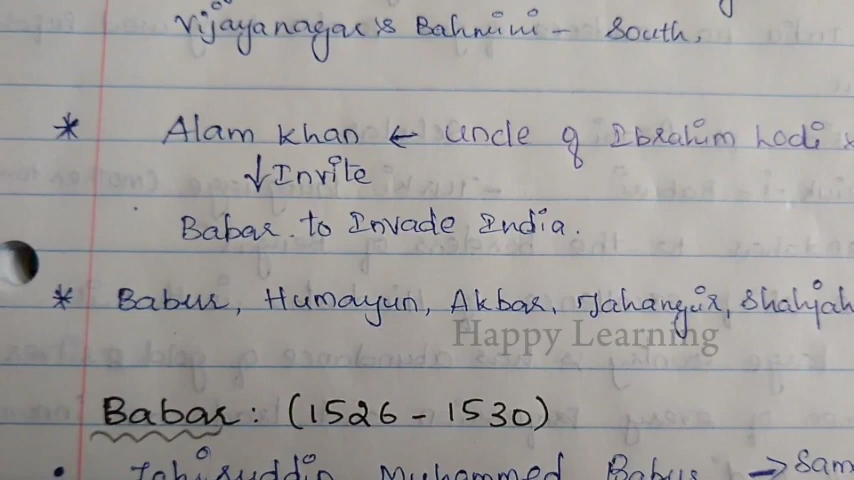 Vijayanagar & Bahmini - South.
* Alam Khan ← Uncle of Ibrahim Lodi
↓ Invite
Babar to Invade India.
* Babur, Humayun, Akbar, Jahangir, Shahjah
Happy Learning
Babar: (1526 - 1530)
• Muhammed Babur → Sam